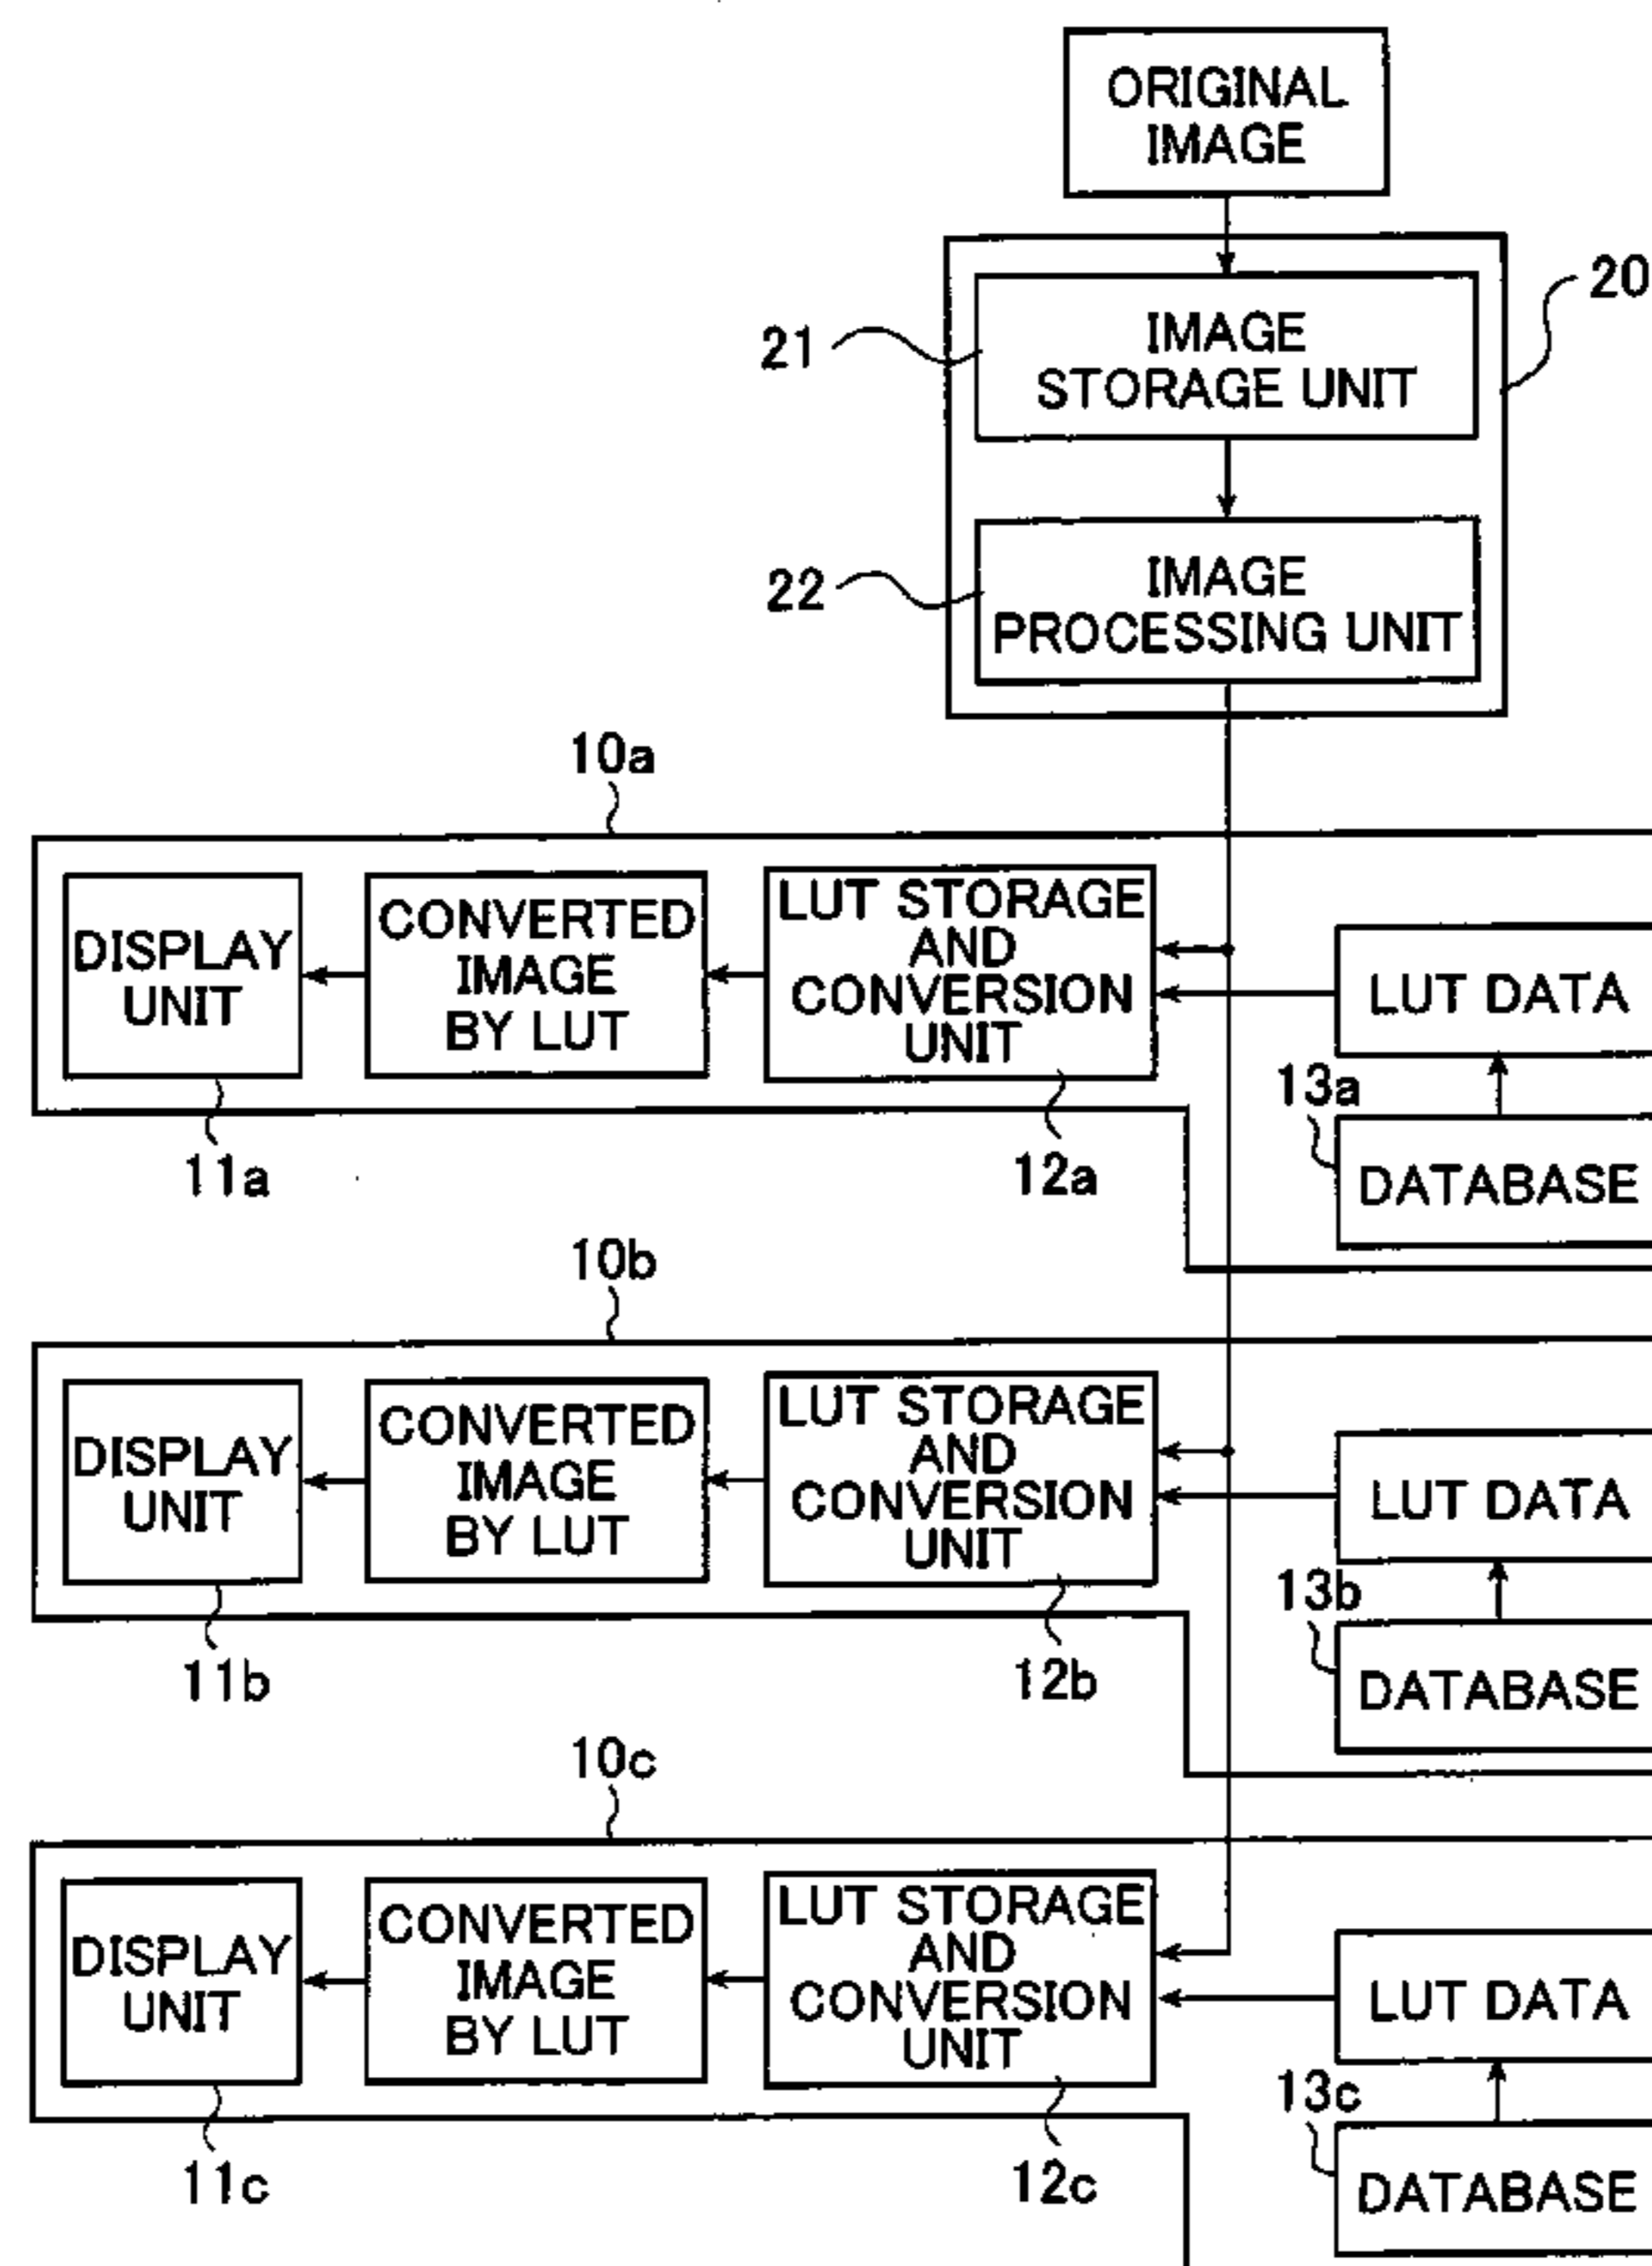 ORIGINAL
IMAGE
20
21
IMAGE
STORAGE UNIT
22
IMAGE
PROCESSING UNIT
10a
DISPLAY
UNIT
CONVERTED
IMAGE
BY LUT
LUT STORAGE
AND
CONVERSION
UNIT
LUT DATA
13a
DATABASE
11a
12a
10b
DISPLAY
UNIT
CONVERTED
IMAGE
BY LUT
LUT STORAGE
AND
CONVERSION
UNIT
LUT DATA
13b
DATABASE
11b
12b
10c
DISPLAY
UNIT
CONVERTED
IMAGE
BY LUT
LUT STORAGE
AND
CONVERSION
UNIT
LUT DATA
13c
DATABASE
11c
12c